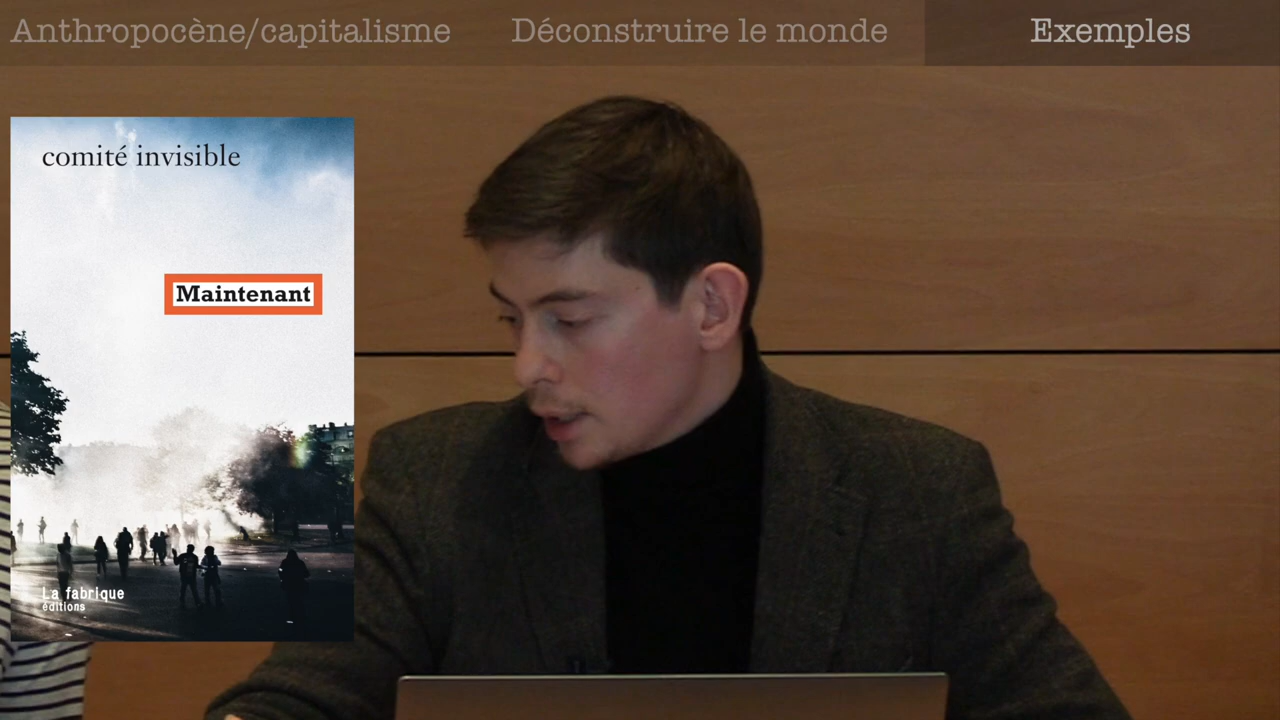 Anthropocène/capitalisme
Déconstruire le monde
Exemples
comité invisible
Maintenant
La fabrique
éditions